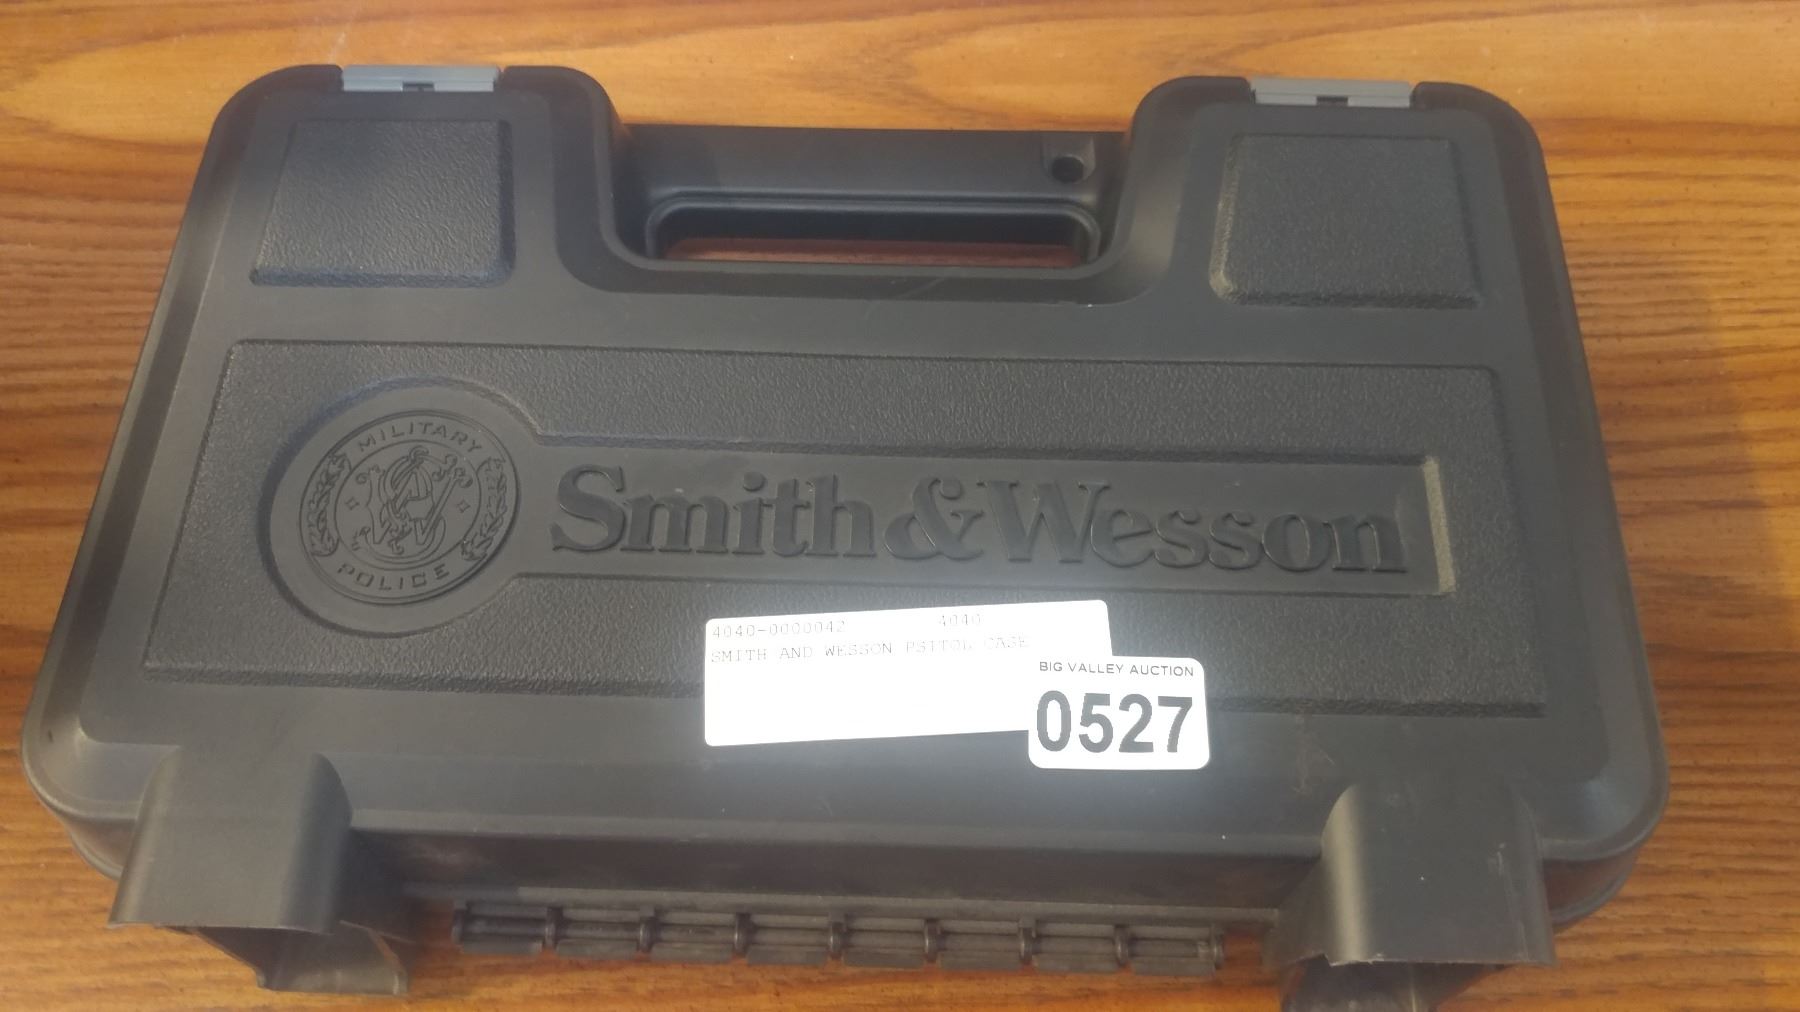 MILITARY
POLICE
Smith & Wesson
4040-0000042 4040
SMITH AND WESSON PSITOL CASE
BIG VALLEY AUCTION
0527